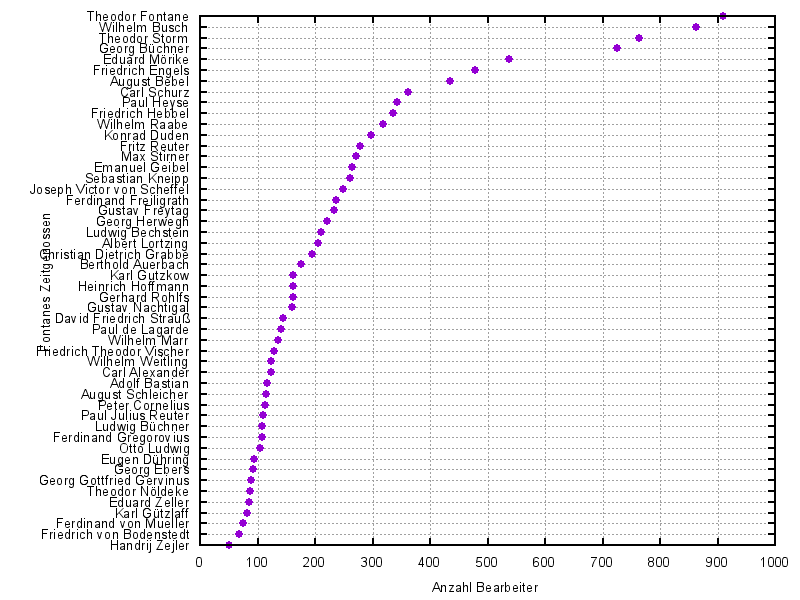 Theodor Fontane
Wilhelm Busch
Theodor Storm
Georg Büchner
Eduard Mörike
Friedrich Engels
August Bebel
Carl Schurz
Paul Heyse
Friedrich Hebbel
Wilhelm Raabe
Konrad Duden
Fritz Reuter
Max Stirner
Emanuel Geibel
Sebastian Kneipp
Joseph Victor von Scheffel
Ferdinand Freiligrath
Gustav Freytag
Georg Herwegh
Ludwig Bechstein
Albert Lortzing
Christian Dietrich Grabbe
Berthold Auerbach
Karl Gutzkow
Heinrich Hoffmann
Gerhard Rohlfs
Gustav Nachtigal
David Friedrich Strauß
Paul de Lagarde
Wilhelm Marr
Friedrich Theodor Vischer
Wilhelm Weitling
Carl Alexander
Adolf Bastian
August Schleicher
Peter Cornelius
Paul Julius Reuter
Ludwig Büchner
Ferdinand Gregorovius
Otto Ludwig
Eugen Dühring
Georg Ebers
Georg Gottfried Gervinus
Theodor Nöldeke
Eduard Zeller
Karl Gützlaff
Ferdinand von Mueller
Friedrich von Bodenstedt
Handrij Zejler
Fontanes Zeitgenossen
0 100 200 300 400 500 600 700 800 900 1000
Anzahl Bearbeiter